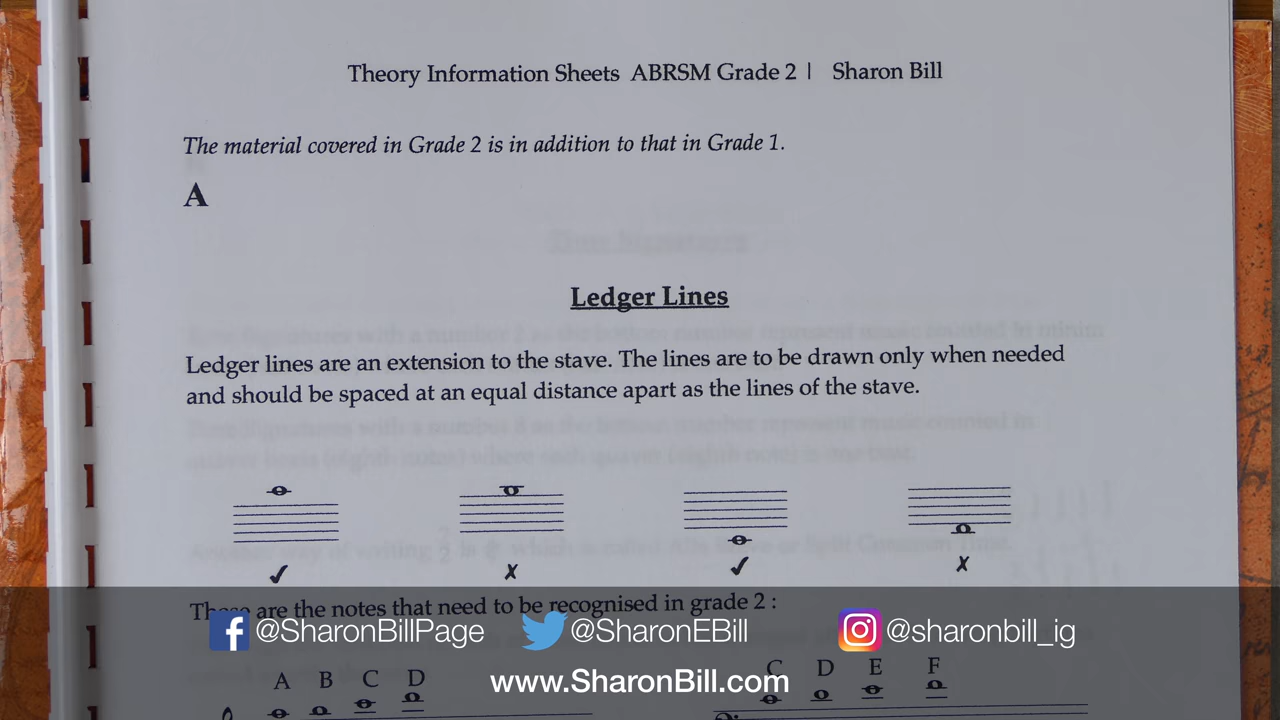 Theory Information Sheets ABRSM Grade 2 | Sharon Bill
The material covered in Grade 2 is in addition to that in Grade 1.
A
Ledger Lines
Ledger lines are an extension to the stave. The lines are to be drawn only when needed
and should be spaced at an equal distance apart as the lines of the stave.
These are the notes that need to be recognised in grade 2 :
@SharonBillPage @SharonEBill @sharonbill_ig
A B C D C D E F
www.SharonBill.com